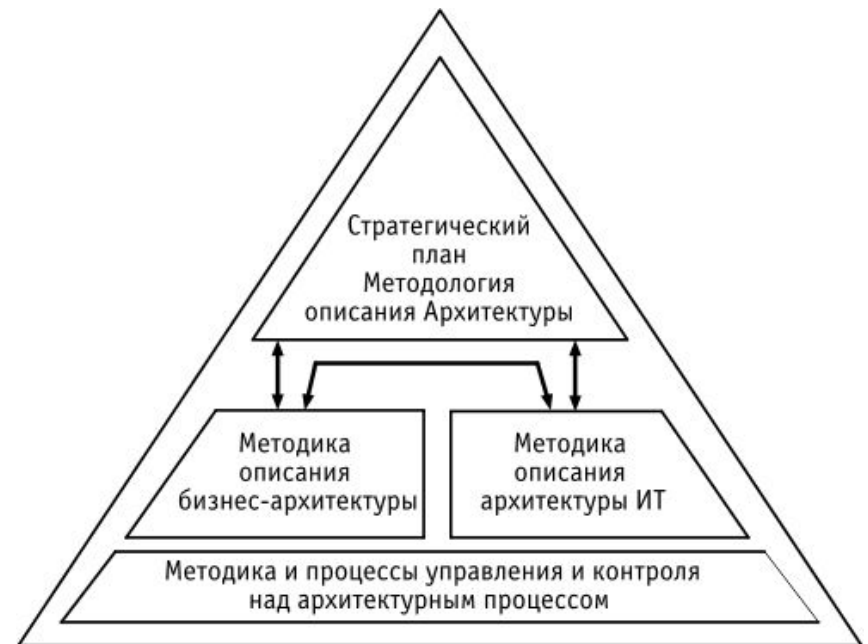 Стратегический
план
Методология
описания Архитектуры
Методика
описания
бизнес-архитектуры
Методика
описания
архитектуры ИТ
Методика и процессы управления и контроля
над архитектурным процессом